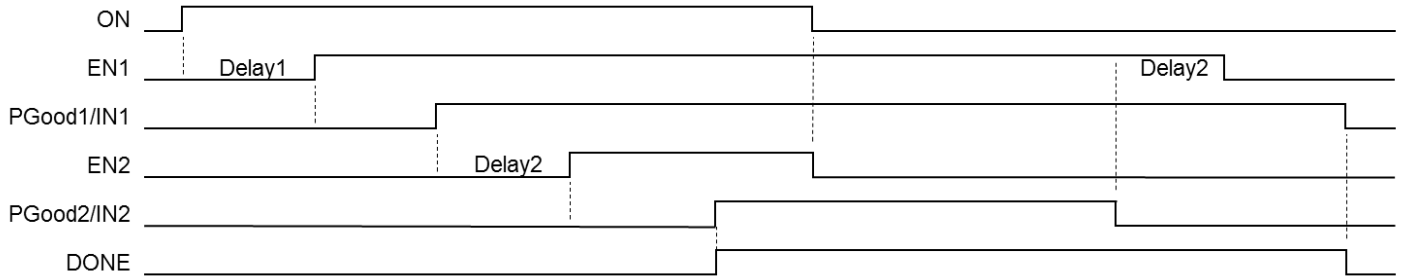 ON
EN1
Delay1
Delay2
PGood1/IN1
EN2
Delay2
PGood2/IN2
DONE